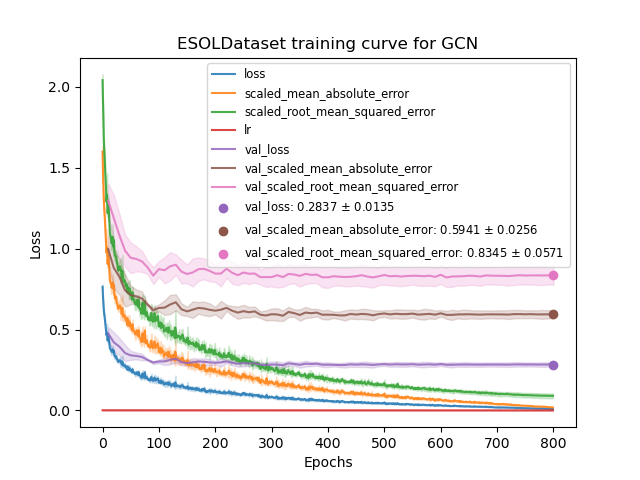 ESOLDataset training curve for GCN
loss
scaled_mean_absolute_error
scaled_root_mean_squared_error
lr
val_loss
val_scaled_mean_absolute_error
val_scaled_root_mean_squared_error
val_loss: 0.2837 ± 0.0135
val_scaled_mean_absolute_error: 0.5941 ± 0.0256
val_scaled_root_mean_squared_error: 0.8345 ± 0.0571
Loss
2.0
1.5
1.0
0.5
0.0
0 100 200 300 400 500 600 700 800
Epochs